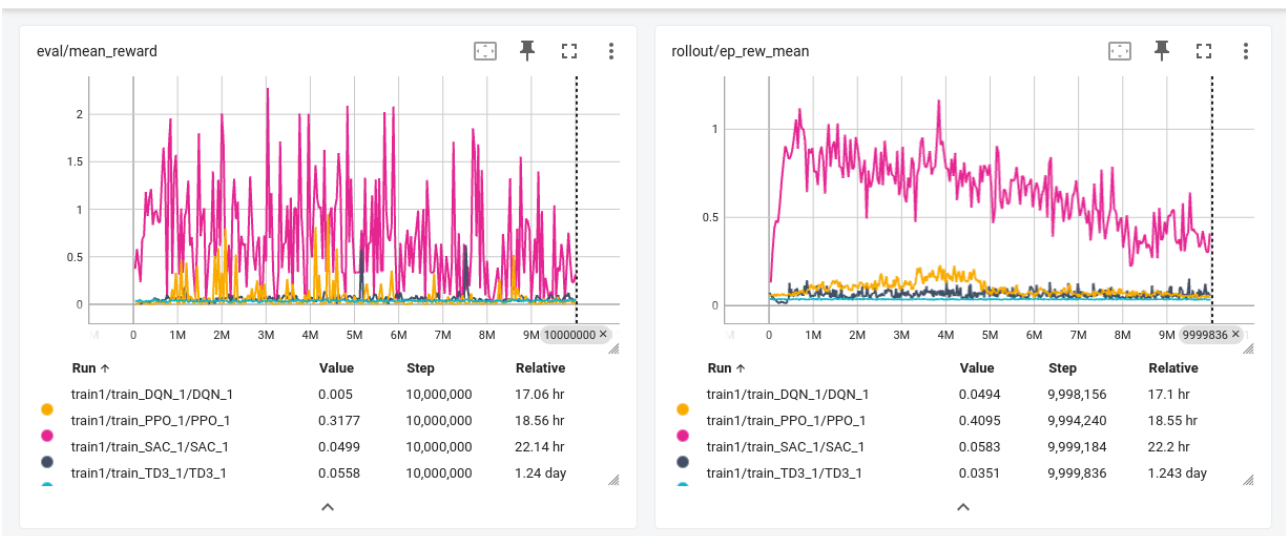 eval/mean_reward
2
1.5
1
0.5
0
M 0 1M 2M 3M 4M 5M 6M 7M 8M 9M 10000000 ×
Run ↑ Value Step Relative
train1/train_DQN_1/DQN_1 0.005 10,000,000 17.06 hr
train1/train_PPO_1/PPO_1 0.3177 10,000,000 18.56 hr
train1/train_SAC_1/SAC_1 0.0499 10,000,000 22.14 hr
train1/train_TD3_1/TD3_1 0.0558 10,000,000 1.24 day
rollout/ep_rew_mean
1
0.5
0
M 0 1M 2M 3M 4M 5M 6M 7M 8M 9M 9999836 ×
Run ↑ Value Step Relative
train1/train_DQN_1/DQN_1 0.0494 9,998,156 17.1 hr
train1/train_PPO_1/PPO_1 0.4095 9,994,240 18.55 hr
train1/train_SAC_1/SAC_1 0.0583 9,999,184 22.2 hr
train1/train_TD3_1/TD3_1 0.0351 9,999,836 1.243 day